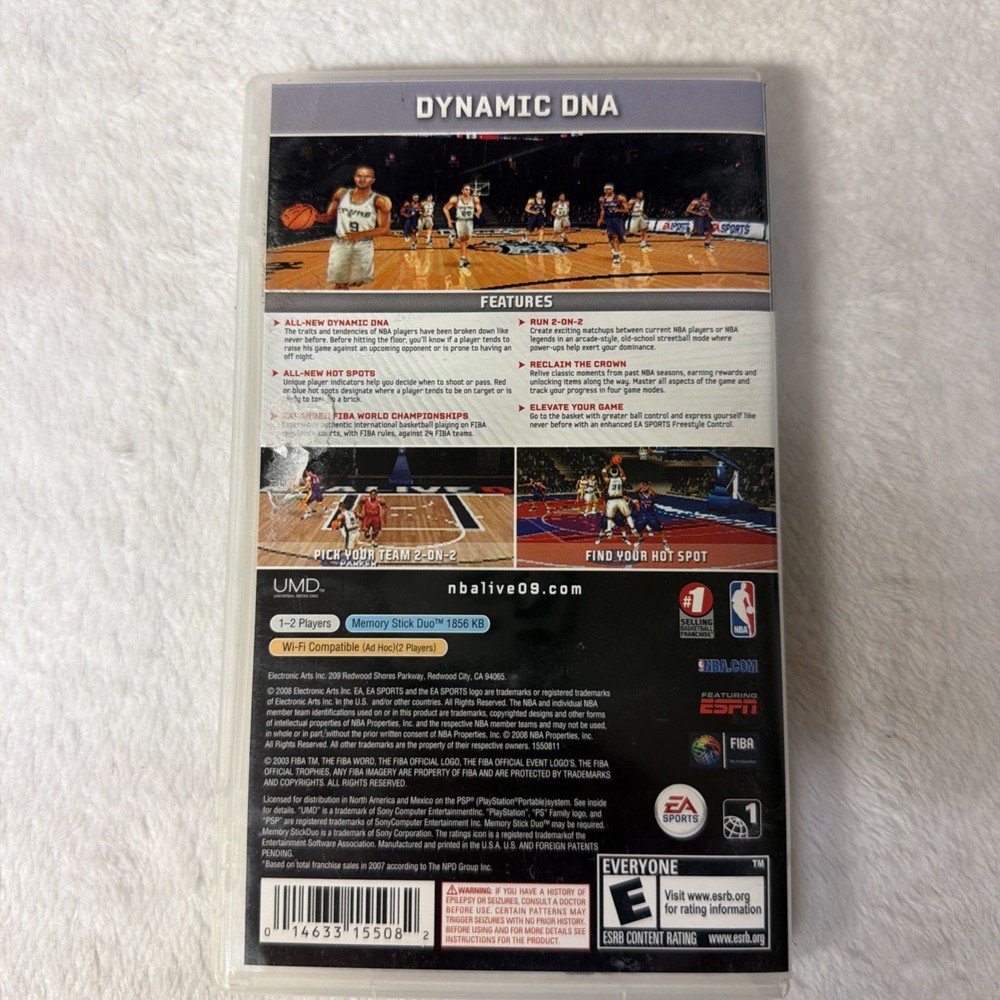 DYNAMIC DNA
9
EA SPORTS
FEATURES
ALL-NEW DYNAMIC DNA
The traits and tendencies of NBA players have been broken down like
never before. Before hitting the floor, you'll know if a player tends to
raise his game against an upcoming opponent or is prone to having an
off night.
ALL-NEW HOT SPOTS
Unique player indicators help you decide when to shoot or pass. Red
or blue hot spots designate where a player tends to be on target or is
likely to toss up a brick.
EXPANDED FIBA WORLD CHAMPIONSHIPS
Experience authentic international basketball playing on FIBA
regulation courts, with FIBA rules, against 24 FIBA teams.
RUN 2-ON-2
Create exciting matchups between current NBA players or NBA
legends in an arcade-style, old-school streetball mode where
power-ups help exert your dominance.
RECLAIM THE CROWN
Relive classic moments from past NBA seasons, earning rewards and
unlocking items along the way. Master all aspects of the game and
track your progress in four game modes.
ELEVATE YOUR GAME
Go to the basket with greater ball control and express yourself like
never before with an enhanced EA SPORTS Freestyle Control.
PICK YOUR TEAM 2-ON-2
PARKER
FIND YOUR HOT SPOT
UMD™
UNIVERSAL MEDIA DISC
nbalive09.com
#1
SELLING
BASKETBALL
FRANCHISE*
NBA
1–2 Players
Memory Stick Duo™ 1856 KB
Wi-Fi Compatible (Ad Hoc)(2 Players)
NBA.COM
FEATURING
ESPN
FIBA
Electronic Arts Inc. 209 Redwood Shores Parkway, Redwood City, CA 94065.
© 2008 Electronic Arts Inc. EA, EA SPORTS and the EA SPORTS logo are trademarks or registered trademarks
of Electronic Arts Inc. in the U.S. and/or other countries. All Rights Reserved. The NBA and individual NBA
member team identifications used on or in this product are trademarks, copyrighted designs and other forms
of intellectual properties of NBA Properties, Inc. and the respective NBA member teams and may not be used,
in whole or in part, without the prior written consent of NBA Properties, Inc. © 2008 NBA Properties, Inc.
All Rights Reserved. All other trademarks are the property of their respective owners. 1550811
© 2003 FIBA TM, THE FIBA WORD, THE FIBA OFFICIAL LOGO, THE FIBA OFFICIAL EVENT LOGO'S, THE FIBA
OFFICIAL TROPHIES, ANY FIBA IMAGERY ARE PROPERTY OF FIBA AND ARE PROTECTED BY TRADEMARKS
AND COPYRIGHTS. ALL RIGHTS RESERVED.
Licensed for distribution in North America and Mexico on the PSP® (PlayStation®Portable)system. See inside
for details. "UMD" is a trademark of Sony Computer EntertainmentInc. "PlayStation", "PS" Family logo, and
"PSP" are registered trademarks of SonyComputer Entertainment Inc. Memory Stick Duo™ may be required.
Memory StickDuo is a trademark of Sony Corporation. The ratings icon is a registered trademarkof the
Entertainment Software Association. Manufactured and printed in the U.S.A. U.S. AND FOREIGN PATENTS
PENDING.
*Based on total franchise sales in 2007 according to The NPD Group Inc.
EA
SPORTS
1
0 14633 15508 2
WARNING: IF YOU HAVE A HISTORY OF
EPILEPSY OR SEIZURES, CONSULT A DOCTOR
BEFORE USE. CERTAIN PATTERNS MAY
TRIGGER SEIZURES WITH NO PRIOR HISTORY.
BEFORE USING AND FOR MORE DETAILS SEE
INSTRUCTIONS FOR THE PRODUCT.
EVERYONE ™
E
Visit www.esrb.org
for rating information
ESRB CONTENT RATING www.esrb.org